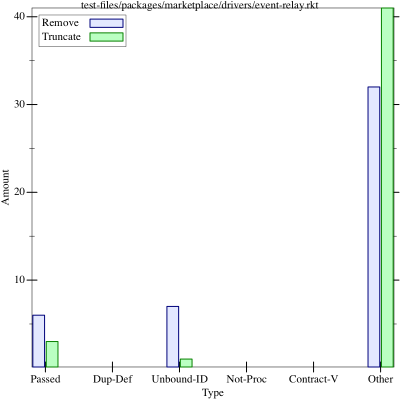 test-files/packages/marketplace/drivers/event-relay.rkt
Remove
Truncate
40
30
20
10
Amount
Passed Dup-Def Unbound-ID Not-Proc Contract-V Other
Type